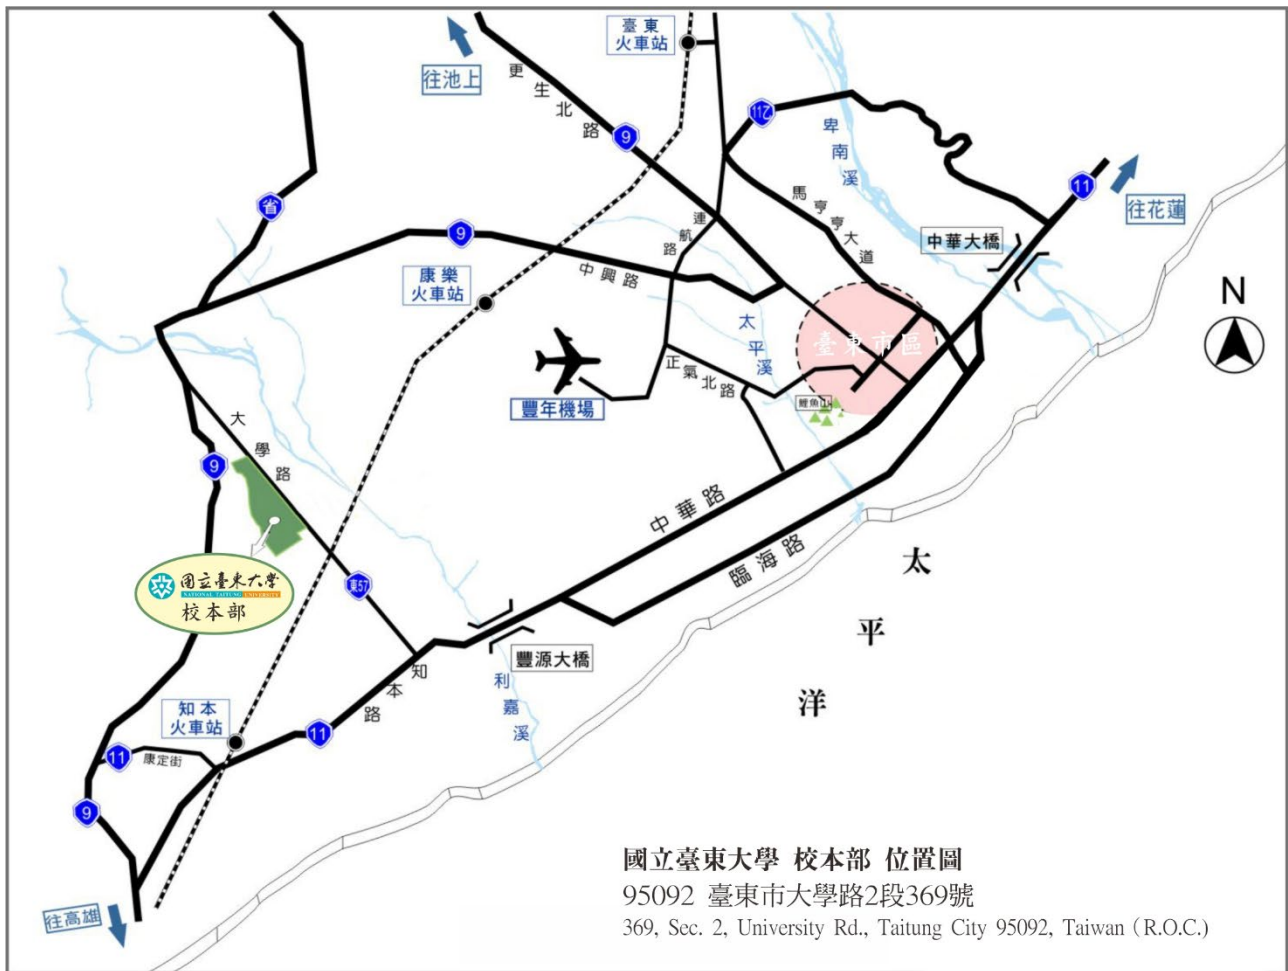 臺東
火車站
往池上
更生北路
9
11乙
卑南溪
11
往花蓮
省
9
連航路
馬亨亨大道
中華大橋
康樂
火車站
中興路
N
太平溪
臺東市區
正氣北路
豐年機場
鯉魚山
大學路
9
中華路
臨海路
太平洋
國立臺東大學
NATIONAL TAITUNG UNIVERSITY
校本部
東57
豐源大橋
知本路
利嘉溪
知本
火車站
11
11
康定街
9
往高雄
國立臺東大學 校本部 位置圖
95092 臺東市大學路2段369號
369, Sec. 2, University Rd., Taitung City 95092, Taiwan (R.O.C.)